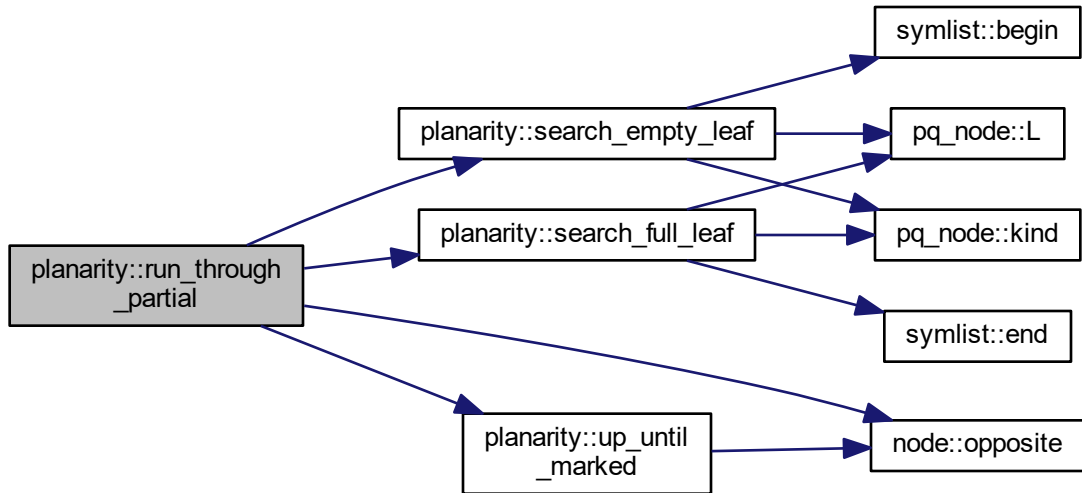 symlist::begin
planarity::search_empty_leaf
pq_node::L
planarity::search_full_leaf
pq_node::kind
planarity::run_through
_partial
symlist::end
planarity::up_until
_marked
node::opposite